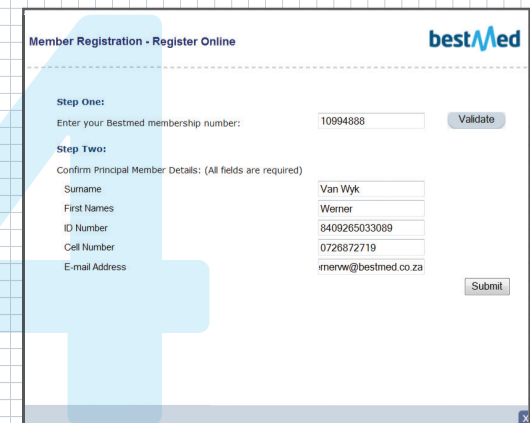 Member Registration - Register Online
bestMed
Step One:
Enter your Bestmed membership number: 10994888 Validate
Step Two:
Confirm Principal Member Details: (All fields are required)
Surname Van Wyk
First Names Werner
ID Number 8409265033089
Cell Number 0726872719
E-mail Address ernervw@bestmed.co.za
Submit
4
x